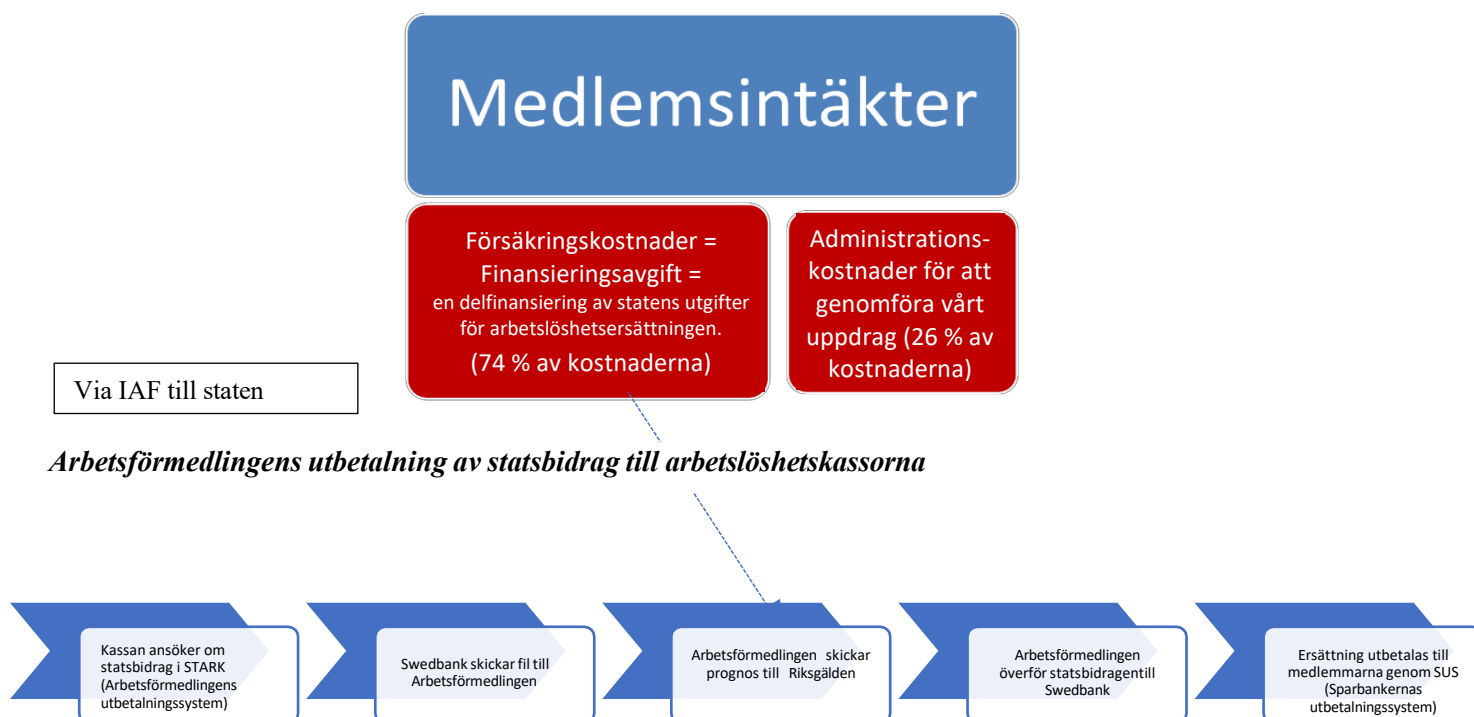 Medlemsintäkter
Försäkringskostnader =
Finansieringsavgift =
en delfinansiering av statens utgifter
för arbetslöshetsersättningen.
(74 % av kostnaderna)
Administrations-
kostnader för att
genomföra vårt
uppdrag (26 % av
kostnaderna)
Via IAF till staten
Arbetsförmedlingens utbetalning av statsbidrag till arbetslöshetskassorna
Kassan ansöker om
statsbidrag i STARK
(Arbetsförmedlingens
utbetalningssystem)
Swedbank skickar fil till
Arbetsförmedlingen
Arbetsförmedlingen skickar
prognos till Riksgälden
Arbetsförmedlingen
överför statsbidragentill
Swedbank
Ersättning utbetalas till
medlemmarna genom SUS
(Sparbankernas
utbetalningssystem)